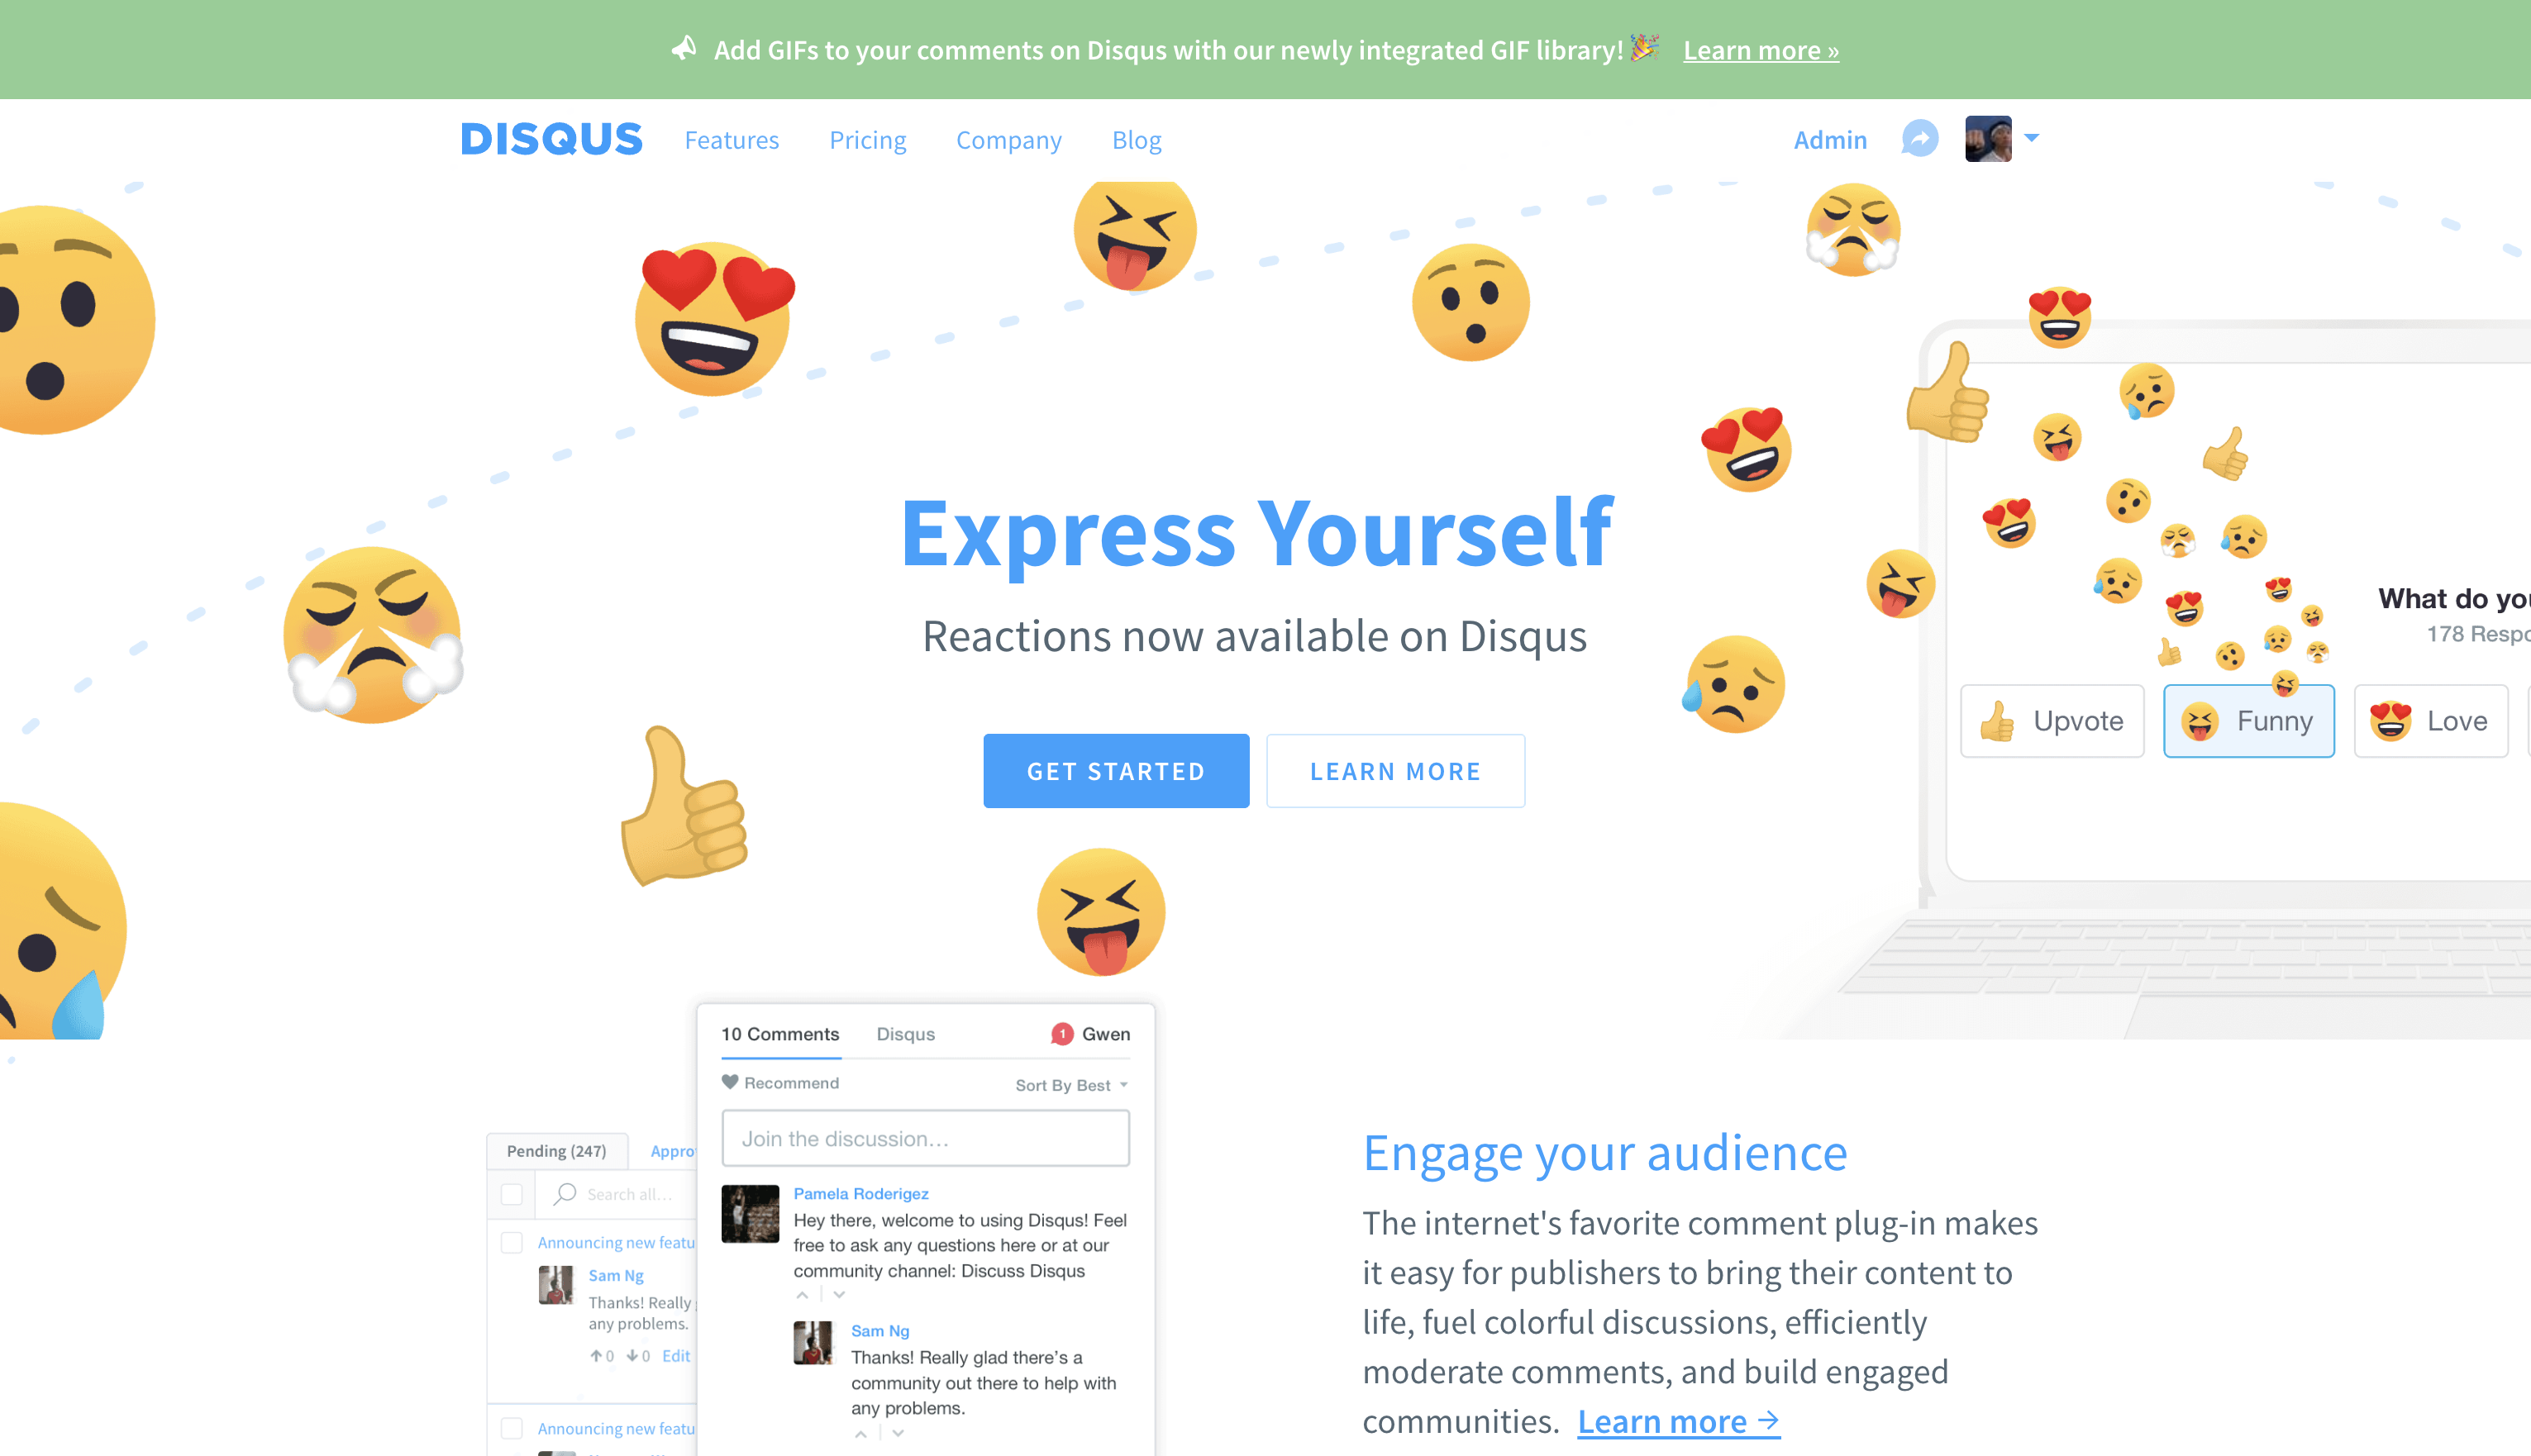 Add GIFs to your comments on Disqus with our newly integrated GIF library! 🎉 Learn more »
DISQUS Features Pricing Company Blog Admin
Express Yourself
Reactions now available on Disqus
GET STARTED LEARN MORE
What do you
178 Respo
Upvote Funny Love
10 Comments Disqus 1 Gwen
Recommend Sort By Best
Join the discussion...
Pamela Roderigez
Hey there, welcome to using Disqus! Feel
free to ask any questions here or at our
community channel: Discuss Disqus
Sam Ng
Thanks! Really glad there's a
community out there to help with
any problems.
Pending (247) Appro
Search all...
Announcing new featu
Sam Ng
Thanks! Really
any problems.
0 0 Edit
Announcing new featu
Engage your audience
The internet's favorite comment plug-in makes
it easy for publishers to bring their content to
life, fuel colorful discussions, efficiently
moderate comments, and build engaged
communities. Learn more →